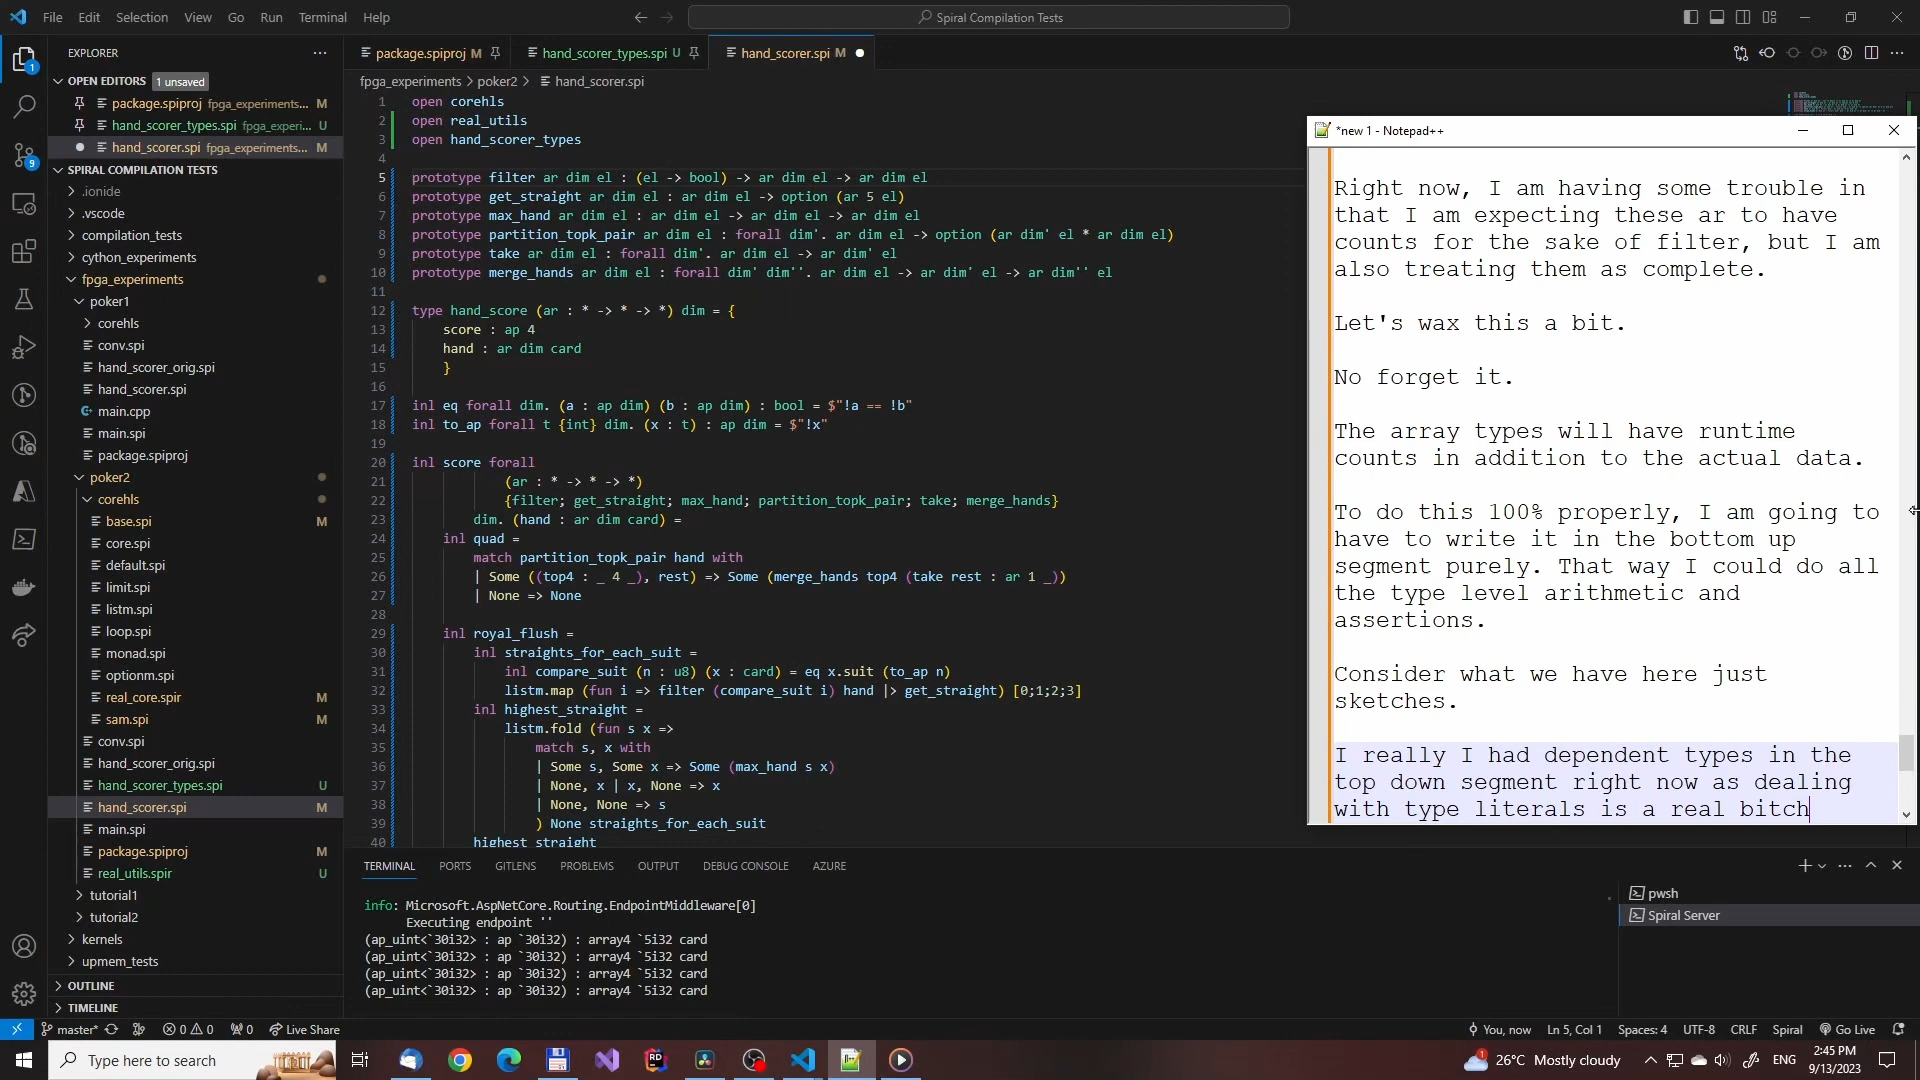 File Edit Selection View Go Run Terminal Help
Spiral Compilation Tests
EXPLORER
OPEN EDITORS 1 unsaved
package.spiproj fpga_experiments... M
hand_scorer_types.spi fpga_experi... U
hand_scorer.spi fpga_experiments... M
SPIRAL COMPILATION TESTS
.ionide
.vscode
compilation_tests
cython_experiments
fpga_experiments
poker1
corehls
conv.spi
hand_scorer_orig.spi
hand_scorer.spi
main.cpp
main.spi
package.spiproj
poker2
corehls
base.spi M
core.spi
default.spi
limit.spi
listm.spi
loop.spi
monad.spi
optionm.spi
real_core.spir M
sam.spi M
conv.spi
hand_scorer_orig.spi
hand_scorer_types.spi U
hand_scorer.spi M
main.spi
package.spiproj M
real_utils.spir U
tutorial1
tutorial2
kernels
upmem_tests
OUTLINE
TIMELINE
package.spiproj M hand_scorer_types.spi U hand_scorer.spi M
fpga_experiments > poker2 > hand_scorer.spi
1 open corehls
2 open real_utils
3 open hand_scorer_types
4
5 prototype filter ar dim el : (el -> bool) -> ar dim el -> ar dim el
6 prototype get_straight ar dim el : ar dim el -> option (ar 5 el)
7 prototype max_hand ar dim el : ar dim el -> ar dim el -> ar dim el
8 prototype partition_topk_pair ar dim el : forall dim'. ar dim el -> option (ar dim' el * ar dim el)
9 prototype take ar dim el : forall dim'. ar dim el -> ar dim' el
10 prototype merge_hands ar dim el : forall dim' dim''. ar dim el -> ar dim' el -> ar dim'' el
11
12 type hand_score (ar : * -> * -> *) dim = {
13 score : ap 4
14 hand : ar dim card
15 }
16
17 inl eq forall dim. (a : ap dim) (b : ap dim) : bool = $"!a == !b"
18 inl to_ap forall t {int} dim. (x : t) : ap dim = $"!x"
19
20 inl score forall
21 (ar : * -> * -> *)
22 {filter; get_straight; max_hand; partition_topk_pair; take; merge_hands}
23 dim. (hand : ar dim card) =
24 inl quad =
25 match partition_topk_pair hand with
26 | Some ((top4 : _ 4 _), rest) => Some (merge_hands top4 (take rest : ar 1 _))
27 | None => None
28
29 inl royal_flush =
30 inl straights_for_each_suit =
31 inl compare_suit (n : u8) (x : card) = eq x.suit (to_ap n)
32 listm.map (fun i => filter (compare_suit i) hand |> get_straight) [0;1;2;3]
33 inl highest_straight =
34 listm.fold (fun s x =>
35 match s, x with
36 | Some s, Some x => Some (max_hand s x)
37 | None, x | x, None => x
38 | None, None => s
39 ) None straights_for_each_suit
40 highest straight
*new 1 - Notepad++
Right now, I am having some trouble in
that I am expecting these ar to have
counts for the sake of filter, but I am
also treating them as complete.
Let's wax this a bit.
No forget it.
The array types will have runtime
counts in addition to the actual data.
To do this 100% properly, I am going to
have to write it in the bottom up
segment purely. That way I could do all
the type level arithmetic and
assertions.
Consider what we have here just
sketches.
I really I had dependent types in the
top down segment right now as dealing
with type literals is a real bitch
TERMINAL PORTS GITLENS PROBLEMS OUTPUT DEBUG CONSOLE AZURE
info: Microsoft.AspNetCore.Routing.EndpointMiddleware[0]
Executing endpoint ''
(ap_uint<`30i32> : ap `30i32) : array4 `5i32 card
(ap_uint<`30i32> : ap `30i32) : array4 `5i32 card
(ap_uint<`30i32> : ap `30i32) : array4 `5i32 card
(ap_uint<`30i32> : ap `30i32) : array4 `5i32 card
pwsh
Spiral Server
master* 0 0 0 Live Share
You, now Ln 5, Col 1 Spaces: 4 UTF-8 CRLF Spiral Go Live
Type here to search
26°C Mostly cloudy
ENG
2:45 PM
9/13/2023